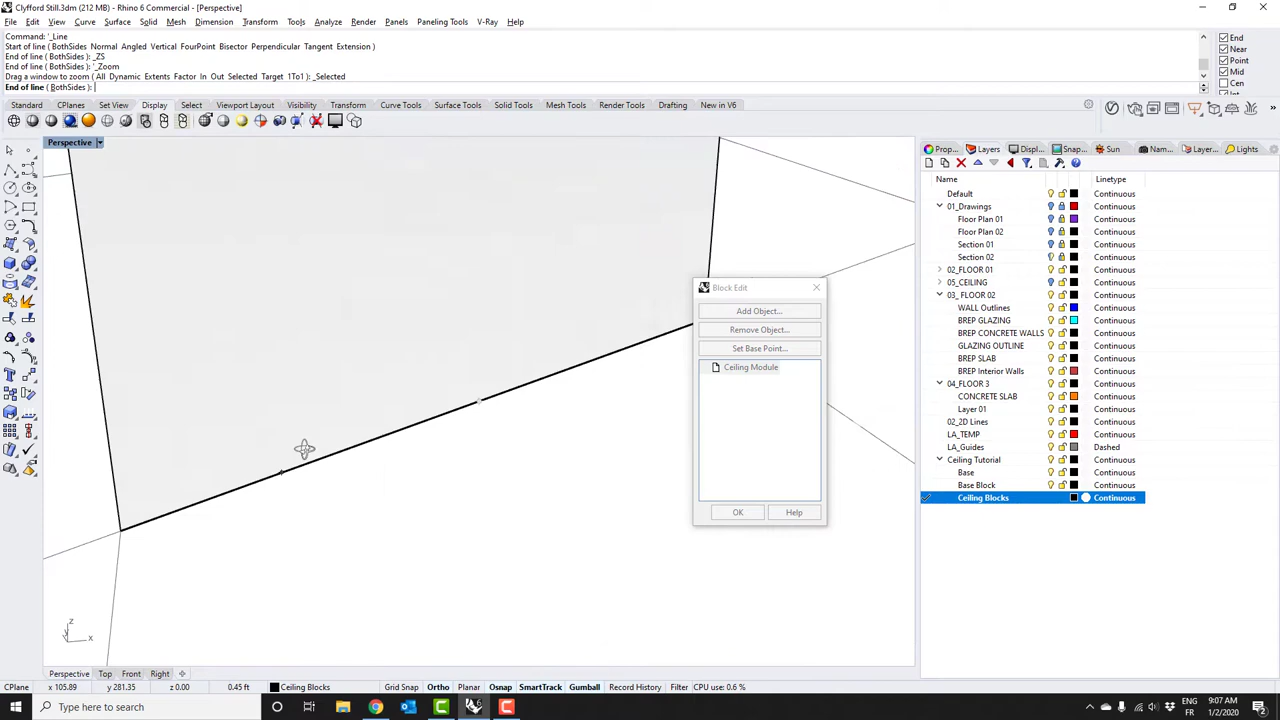 Clyfford Still.3dm (212 MB) - Rhino 6 Commercial - [Perspective]
File Edit View Curve Surface Solid Mesh Dimension Transform Tools Analyze Render Panels Paneling Tools V-Ray Help
Command: '_Line
Start of line ( BothSides Normal Angled Vertical FourPoint Bisector Perpendicular Tangent Extension )
End of line ( BothSides ): _ZS
End of line ( BothSides ): '_Zoom
Drag a window to zoom ( All Dynamic Extents Factor In Out Selected Target 1To1 ): _Selected
End of line ( BothSides ):
End
Near
Point
Mid
Cen
Standard CPlanes Set View Display Select Viewport Layout Visibility Transform Curve Tools Surface Tools Solid Tools Mesh Tools Render Tools Drafting New in V6
Perspective
Prop... Layers Displ... Snap... Sun Nam... Layer... Lights
Name Linetype
Default Continuous
01_Drawings Continuous
Floor Plan 01 Continuous
Floor Plan 02 Continuous
Section 01 Continuous
Section 02 Continuous
02_FLOOR 01 Continuous
05_CEILING Continuous
03_ FLOOR 02 Continuous
WALL Outlines Continuous
BREP GLAZING Continuous
BREP CONCRETE WALLS Continuous
GLAZING OUTLINE Continuous
BREP SLAB Continuous
BREP Interior Walls Continuous
04_FLOOR 3 Continuous
CONCRETE SLAB Continuous
Layer 01 Continuous
02_2D Lines Continuous
LA_TEMP Continuous
LA_Guides Dashed
Ceiling Tutorial Continuous
Base Continuous
Base Block Continuous
Ceiling Blocks Continuous
Block Edit
Add Object...
Remove Object...
Set Base Point...
Ceiling Module
OK Help
z
x
Perspective Top Front Right
CPlane x 105.89 y 281.35 z 0.00 0.45 ft Ceiling Blocks Grid Snap Ortho Planar Osnap SmartTrack Gumball Record History Filter CPU use: 0.6 %
Type here to search
ENG
FR
9:07 AM
1/2/2020
2